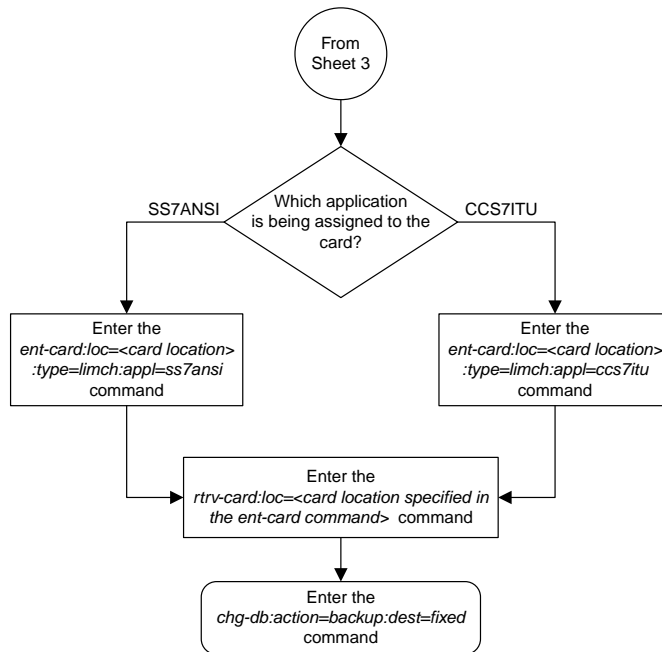 From
Sheet 3
Which application
is being assigned to the
card?
SS7ANSI
CCS7ITU
Enter the
ent-card:loc=<card location>
:type=limch:appl=ss7ansi
command
Enter the
ent-card:loc=<card location>
:type=limch:appl=ccs7itu
command
Enter the
rtrv-card:loc=<card location specified in
the ent-card command> command
Enter the
chg-db:action=backup:dest=fixed
command